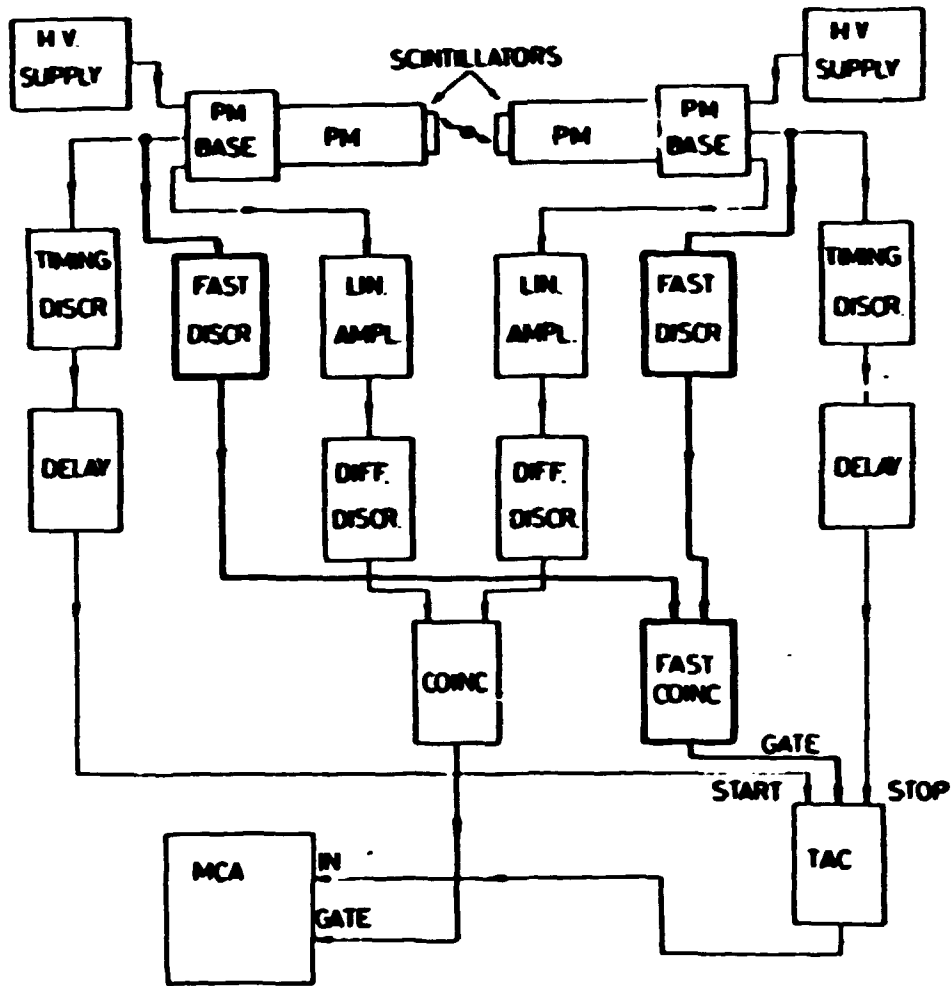 H V.
SUPPLY
SCINTILLATORS
H V
SUPPLY
PM
BASE
PM
PM
PM
BASE
TIMING
DISCR
FAST
DISCR
LIN.
AMPL.
LIN.
AMPL.
FAST
DISCR
TIMING
DISCR.
DELAY
DIFF.
DISCR.
DIFF.
DISCR.
DELAY
COINC
FAST
COINC
GATE
START
STOP
MCA
IN
GATE
TAC